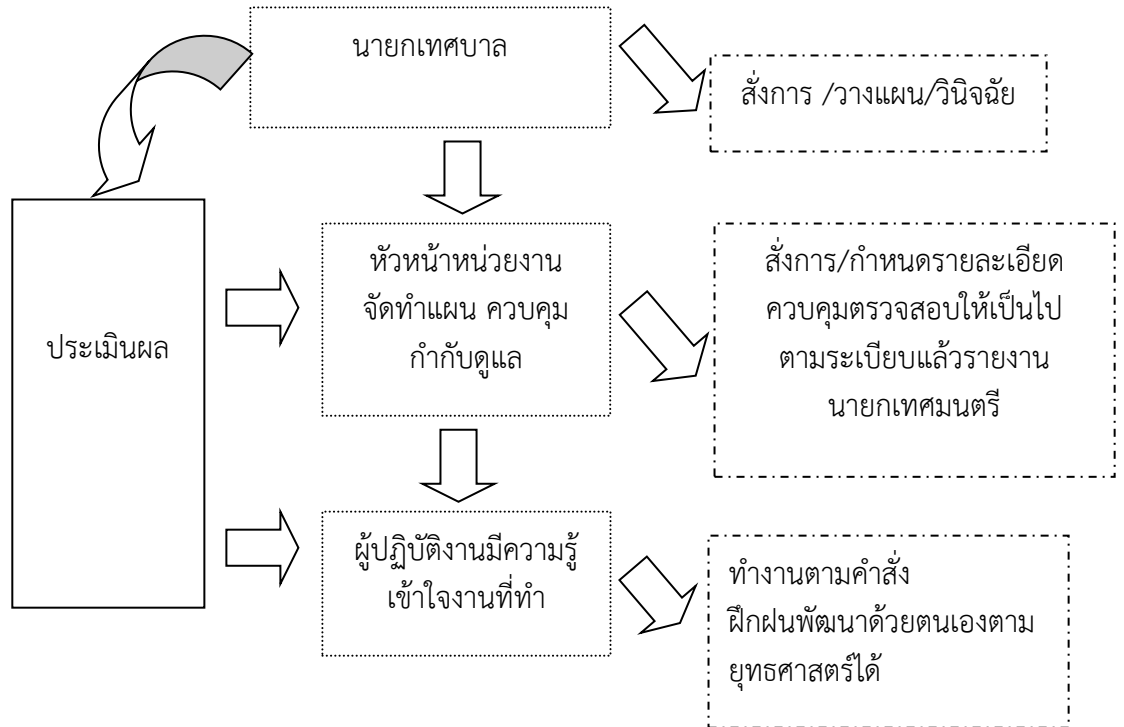 นายกเทศบาล
สั่งการ /วางแผน/วินิจฉัย
หัวหน้าหน่วยงาน
จัดทำแผน ควบคุม
กำกับดูแล
สั่งการ/กำหนดรายละเอียด
ควบคุมตรวจสอบให้เป็นไป
ตามระเบียบแล้วรายงาน
นายกเทศมนตรี
ประเมินผล
ผู้ปฏิบัติงานมีความรู้
เข้าใจงานที่ทำ
ทำงานตามคำสั่ง
ฝึกฝนพัฒนาด้วยตนเองตาม
ยุทธศาสตร์ได้